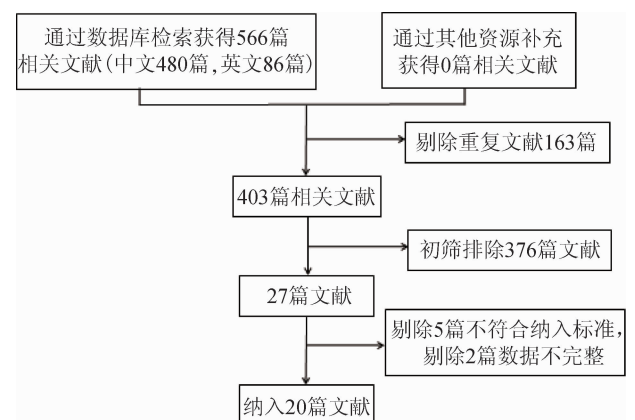 通过数据库检索获得566篇
相关文献(中文480篇,英文86篇)
通过其他资源补充
获得0篇相关文献
剔除重复文献163篇
403篇相关文献
初筛排除376篇文献
27篇文献
剔除5篇不符合纳入标准,
剔除2篇数据不完整
纳入20篇文献